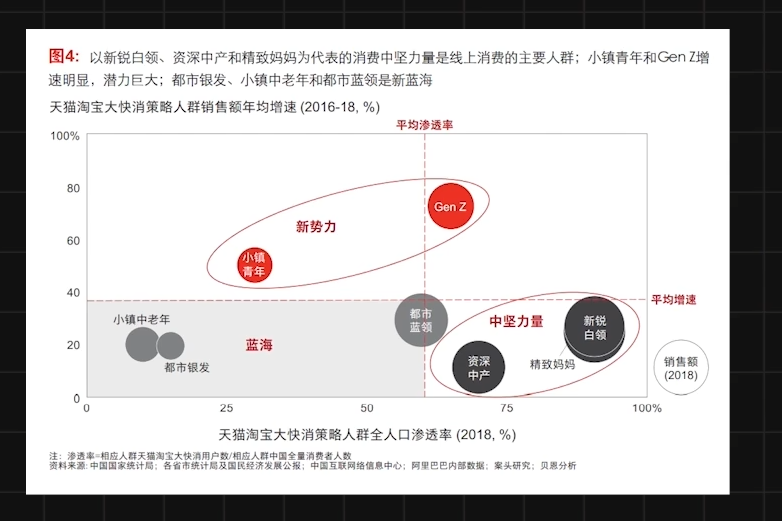 图4：以新锐白领、资深中产和精致妈妈为代表的消费中坚力量是线上消费的主要人群；小镇青年和Gen Z增
速明显，潜力巨大；都市银发、小镇中老年和都市蓝领是新蓝海
天猫淘宝大快消策略人群销售额年均增速 (2016-18, %)
平均渗透率
100%
80
Gen Z
新势力
60
小镇
青年
40
平均增速
小镇中老年
都市
蓝领
中坚力量
新锐
白领
20
蓝海
都市银发
资深
中产
精致妈妈
销售额
(2018)
0
0
25
50
75
100%
天猫淘宝大快消策略人群全人口渗透率 (2018, %)
注：渗透率=相应人群天猫淘宝大快消用户数/相应人群中国全量消费者人数
资料来源: 中国国家统计局；各省市统计局及国民经济发展公报；中国互联网络信息中心；阿里巴巴内部数据；案头研究；贝恩分析